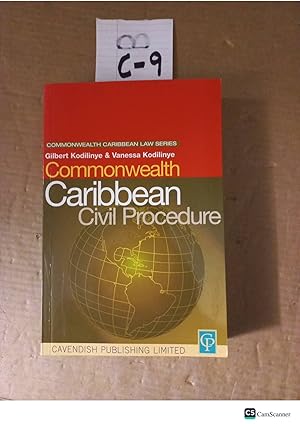 8
C-9
COMMONWEALTH CARIBBEAN LAW SERIES
Gilbert Kodilinye & Vanessa Kodilinye
Commonwealth
Caribbean
Civil Procedure
CP
CAVENDISH PUBLISHING LIMITED
CS CamScanner